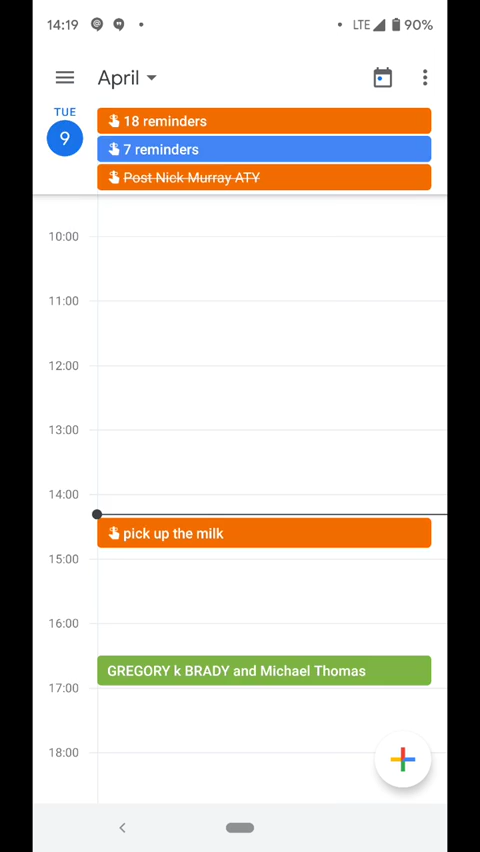 14:19
LTE 90%
April
TUE
9
18 reminders
7 reminders
Post Nick Murray ATY
10:00
11:00
12:00
13:00
14:00
pick up the milk
15:00
16:00
GREGORY k BRADY and Michael Thomas
17:00
18:00